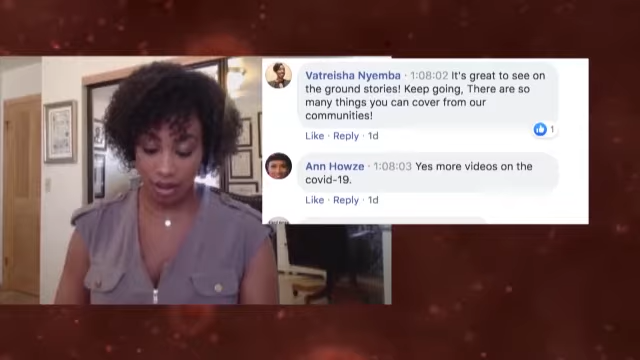 Vatreisha Nyemba · 1:08:02 It's great to see on
the ground stories! Keep going, There are so
many things you can cover from our
communities!
Like · Reply · 1d
1
Ann Howze · 1:08:03 Yes more videos on the
covid-19.
Like · Reply · 1d